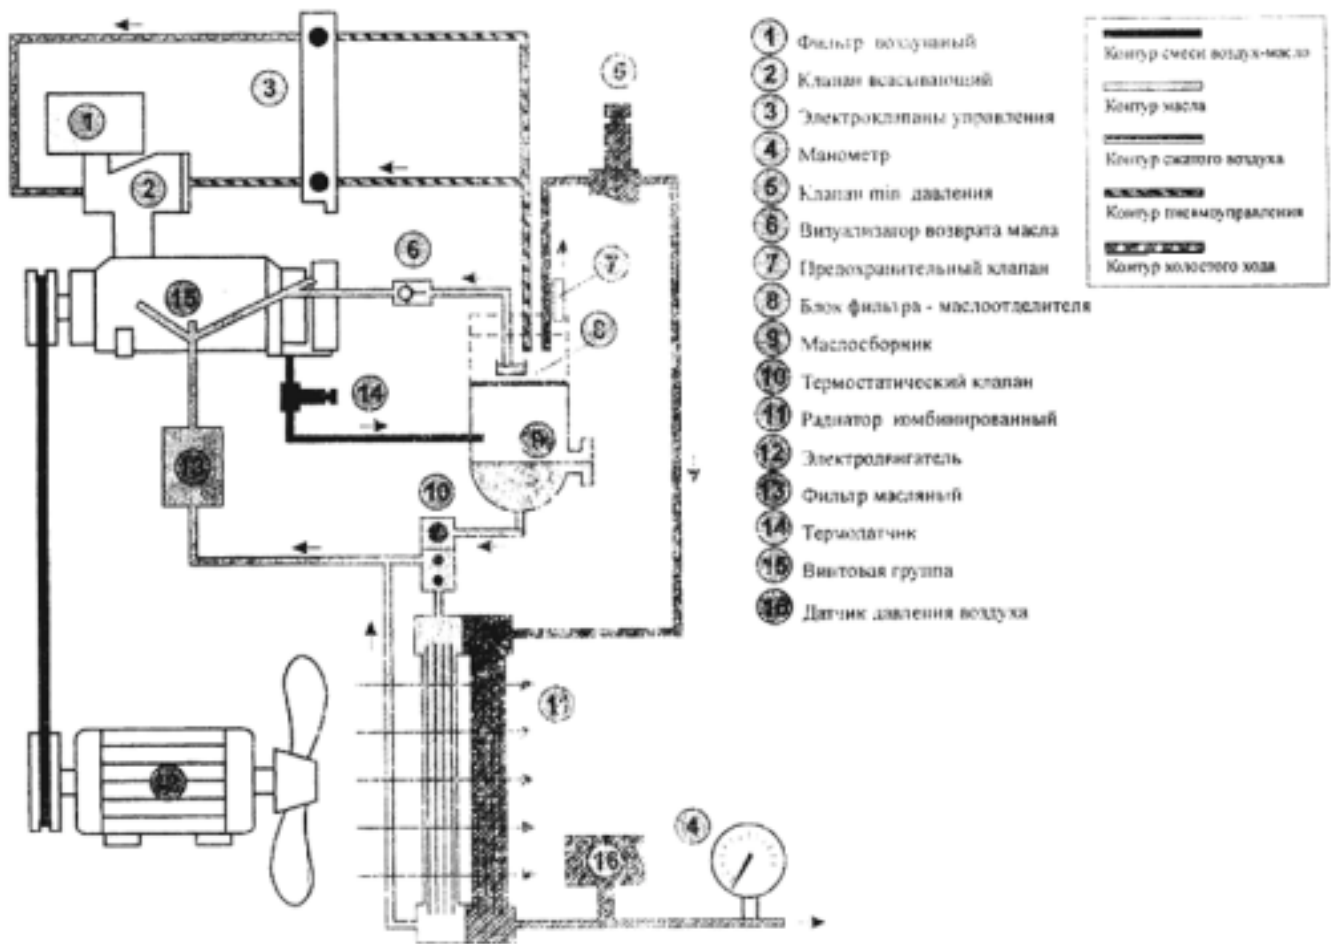 1 Фильтр воздушный
2 Клапан всасывающий
3 Электроклапаны управления
4 Манометр
5 Клапан min давления
6 Визуализатор возврата масла
7 Предохранительный клапан
8 Блок фильтра - маслоотделителя
9 Маслосборник
10 Термостатический клапан
11 Радиатор комбинированный
12 Электродвигатель
13 Фильтр масляный
14 Термодатчик
15 Винтовая группа
16 Датчик давления воздуха
Контур смеси воздух-масло
Контур масла
Контур сжатого воздуха
Контур пневмоуправления
Контур холостого хода
1
2
3
5
6
7
8
9
10
11
12
13
14
15
16
4